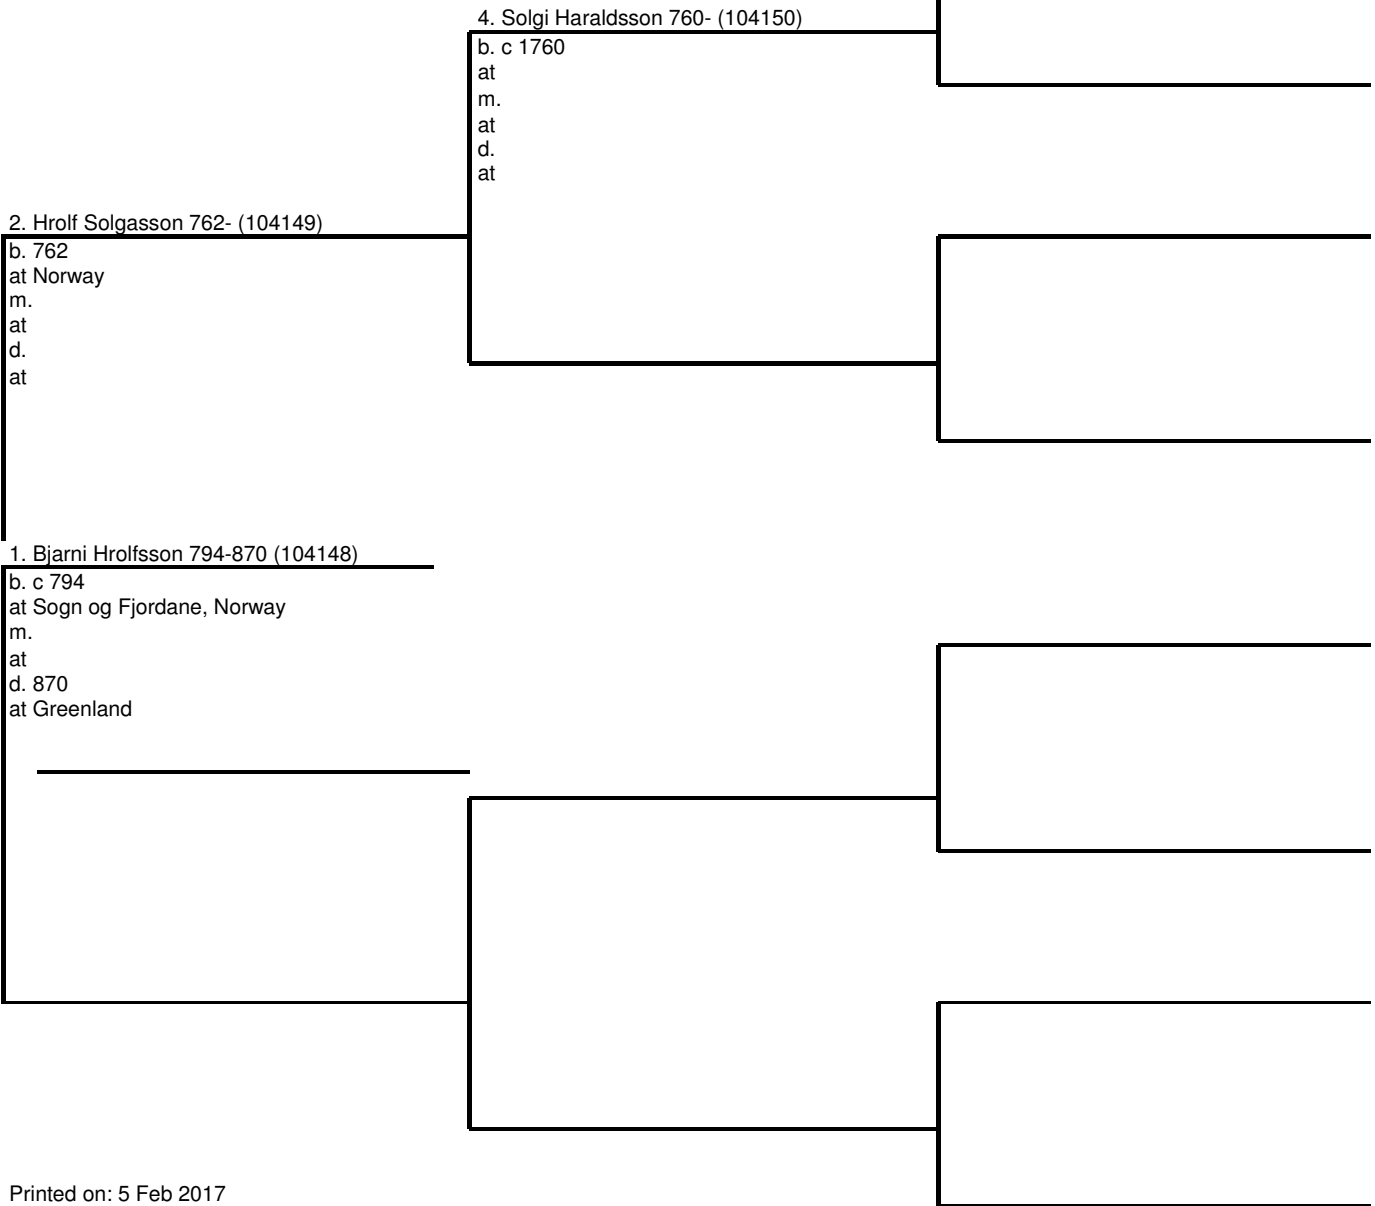 4. Solgi Haraldsson 760- (104150)
b. c 1760
at
m.
at
d.
at
2. Hrolf Solgasson 762- (104149)
b. 762
at Norway
m.
at
d.
at
1. Bjarni Hrolfsson 794-870 (104148)
b. c 794
at Sogn og Fjordane, Norway
m.
at
d. 870
at Greenland
Printed on: 5 Feb 2017